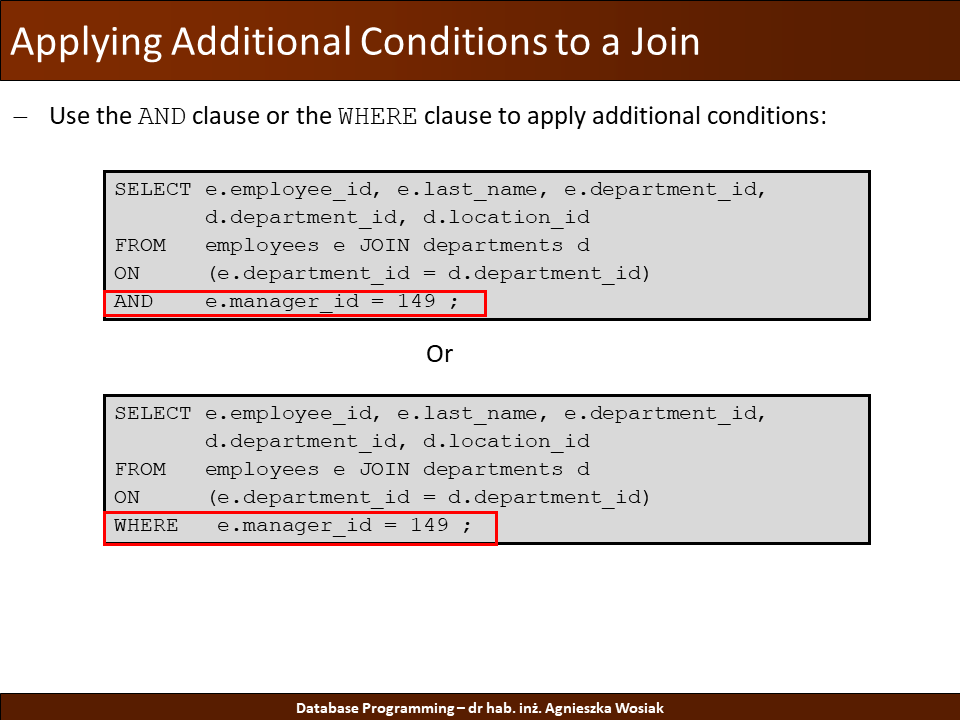 Applying Additional Conditions to a Join
– Use the AND clause or the WHERE clause to apply additional conditions:
SELECT e.employee_id, e.last_name, e.department_id,
d.department_id, d.location_id
FROM employees e JOIN departments d
ON (e.department_id = d.department_id)
AND e.manager_id = 149 ;
Or
SELECT e.employee_id, e.last_name, e.department_id,
d.department_id, d.location_id
FROM employees e JOIN departments d
ON (e.department_id = d.department_id)
WHERE e.manager_id = 149 ;
Database Programming – dr hab. inż. Agnieszka Wosiak